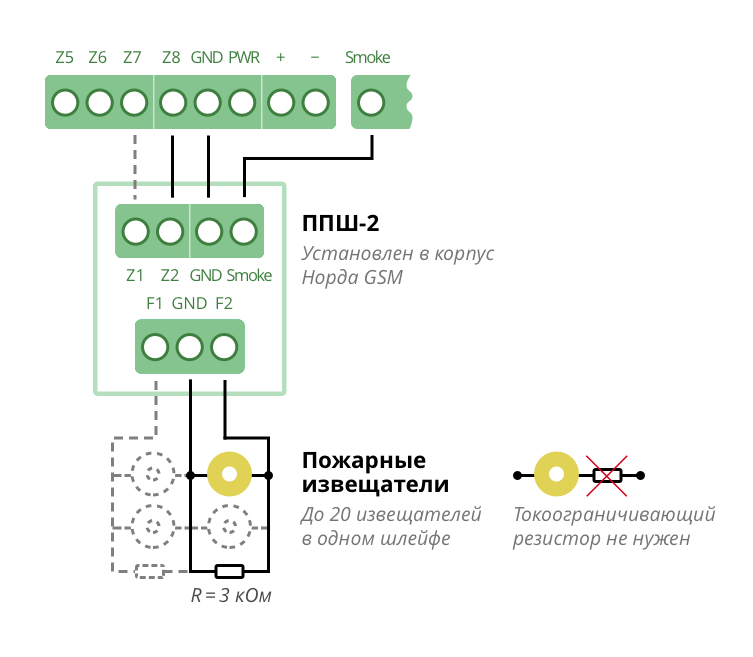 Z5 Z6 Z7 Z8 GND PWR + − Smoke
ППШ-2
Установлен в корпус
Норда GSM
Z1 Z2 GND Smoke
F1 GND F2
Пожарные
извещатели
До 20 извещателей
в одном шлейфе
Токоограничивающий
резистор не нужен
R = 3 кОм